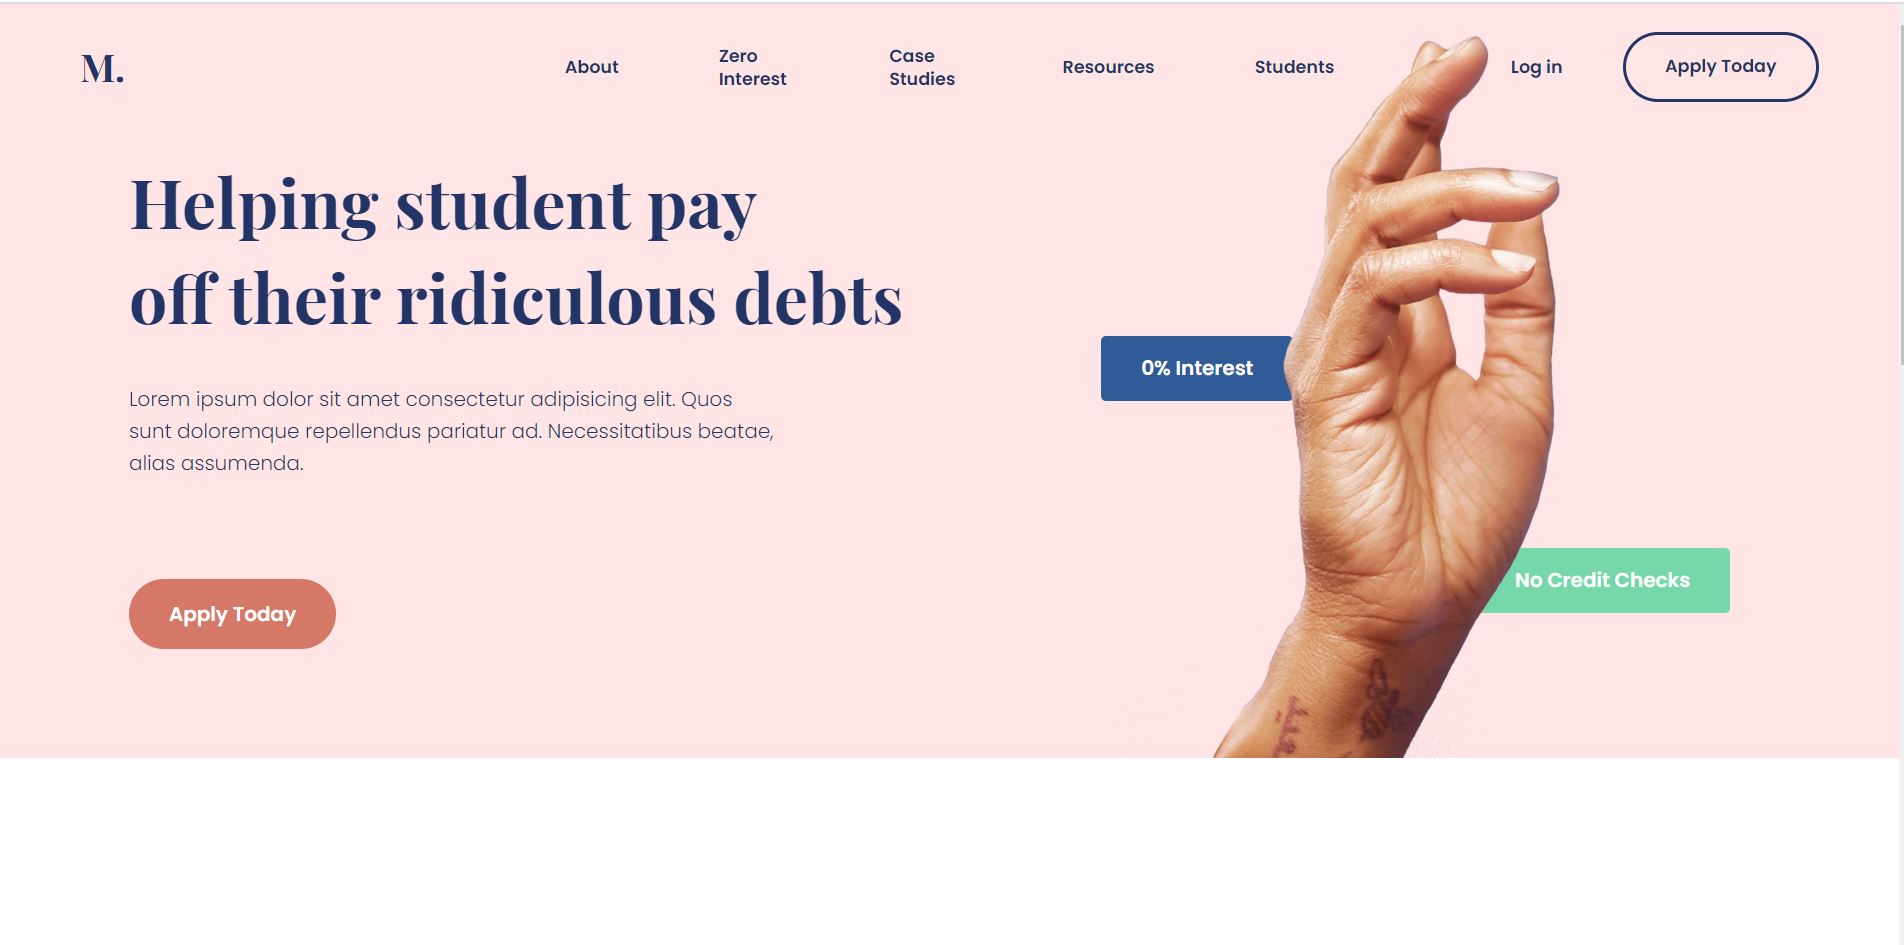 M.
About
Zero
Interest
Case
Studies
Resources
Students
Log in
Apply Today
Helping student pay
off their ridiculous debts
Lorem ipsum dolor sit amet consectetur adipisicing elit. Quos
sunt doloremque repellendus pariatur ad. Necessitatibus beatae,
alias assumenda.
Apply Today
0% Interest
No Credit Checks